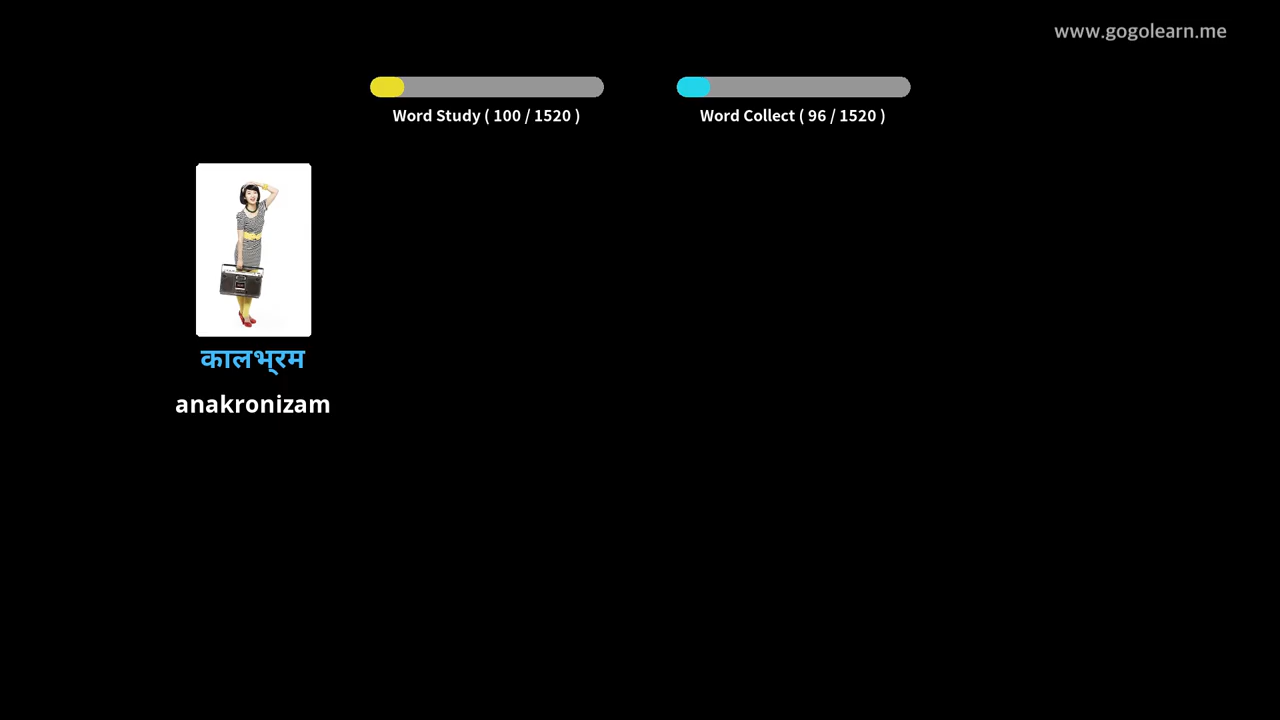 www.gogolearn.me
Word Study ( 100 / 1520 )
Word Collect ( 96 / 1520 )
कालभ्रम
anakronizam